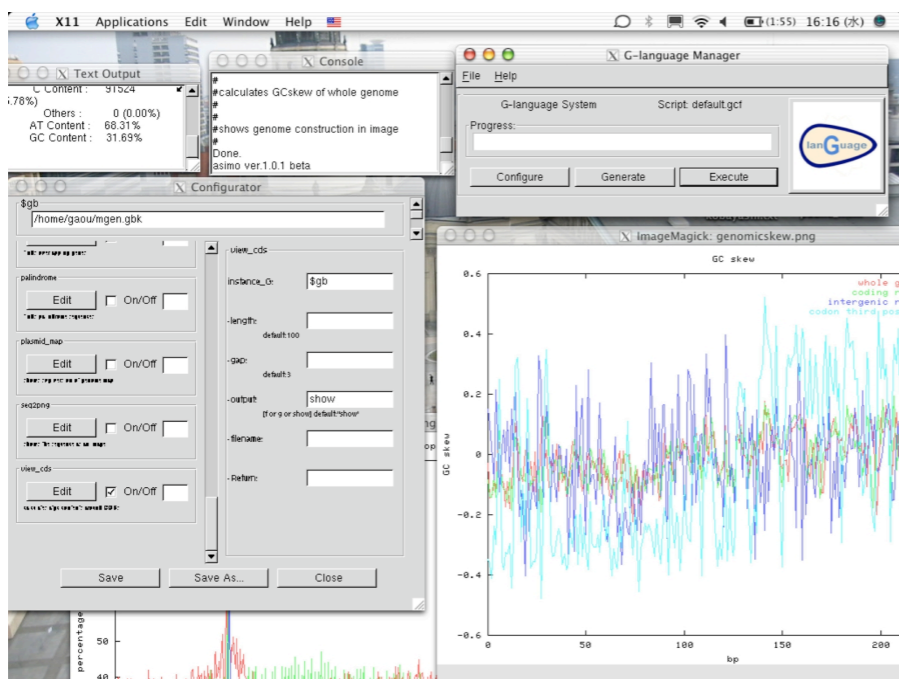 X11 Applications Edit Window Help
(1:55) 16:16 (水)
X Text Output
C Content : 91524
5.78%)
Others : 0 (0.00%)
AT Content : 68.31%
GC Content : 31.69%
X Console
#
#calculates GCskew of whole genome
#
#
#shows genome construction in image
#
Done.
asimo ver.1.0.1 beta
X G-language Manager
File Help
G-language System Script: default.gcf
Progress:
Configure Generate Execute
lanGuage
X Configurator
$gb
/home/gaou/mgen.gbk
palindrome
Edit On/Off
plasmid_map
Edit On/Off
seq2png
Edit On/Off
view_cds
Edit On/Off
view_cds
instance_G: $gb
-length:
default:100
-gap:
default:3
-output: show
[f or g or show] default:"show"
-filename:
-Return:
Save Save As... Close
X ImageMagick: genomicskew.png
GC skew
whole g
coding r
intergenic r
codon third pos
0.6
0.4
0.2
0
-0.2
-0.4
-0.6
GC skew
0 50 100 150 200
bp
ng
op
percentage
50
40